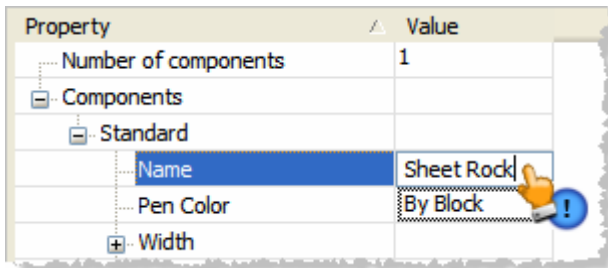 Property Value
Number of components 1
Components
Standard
Name Sheet Rock
Pen Color By Block
Width